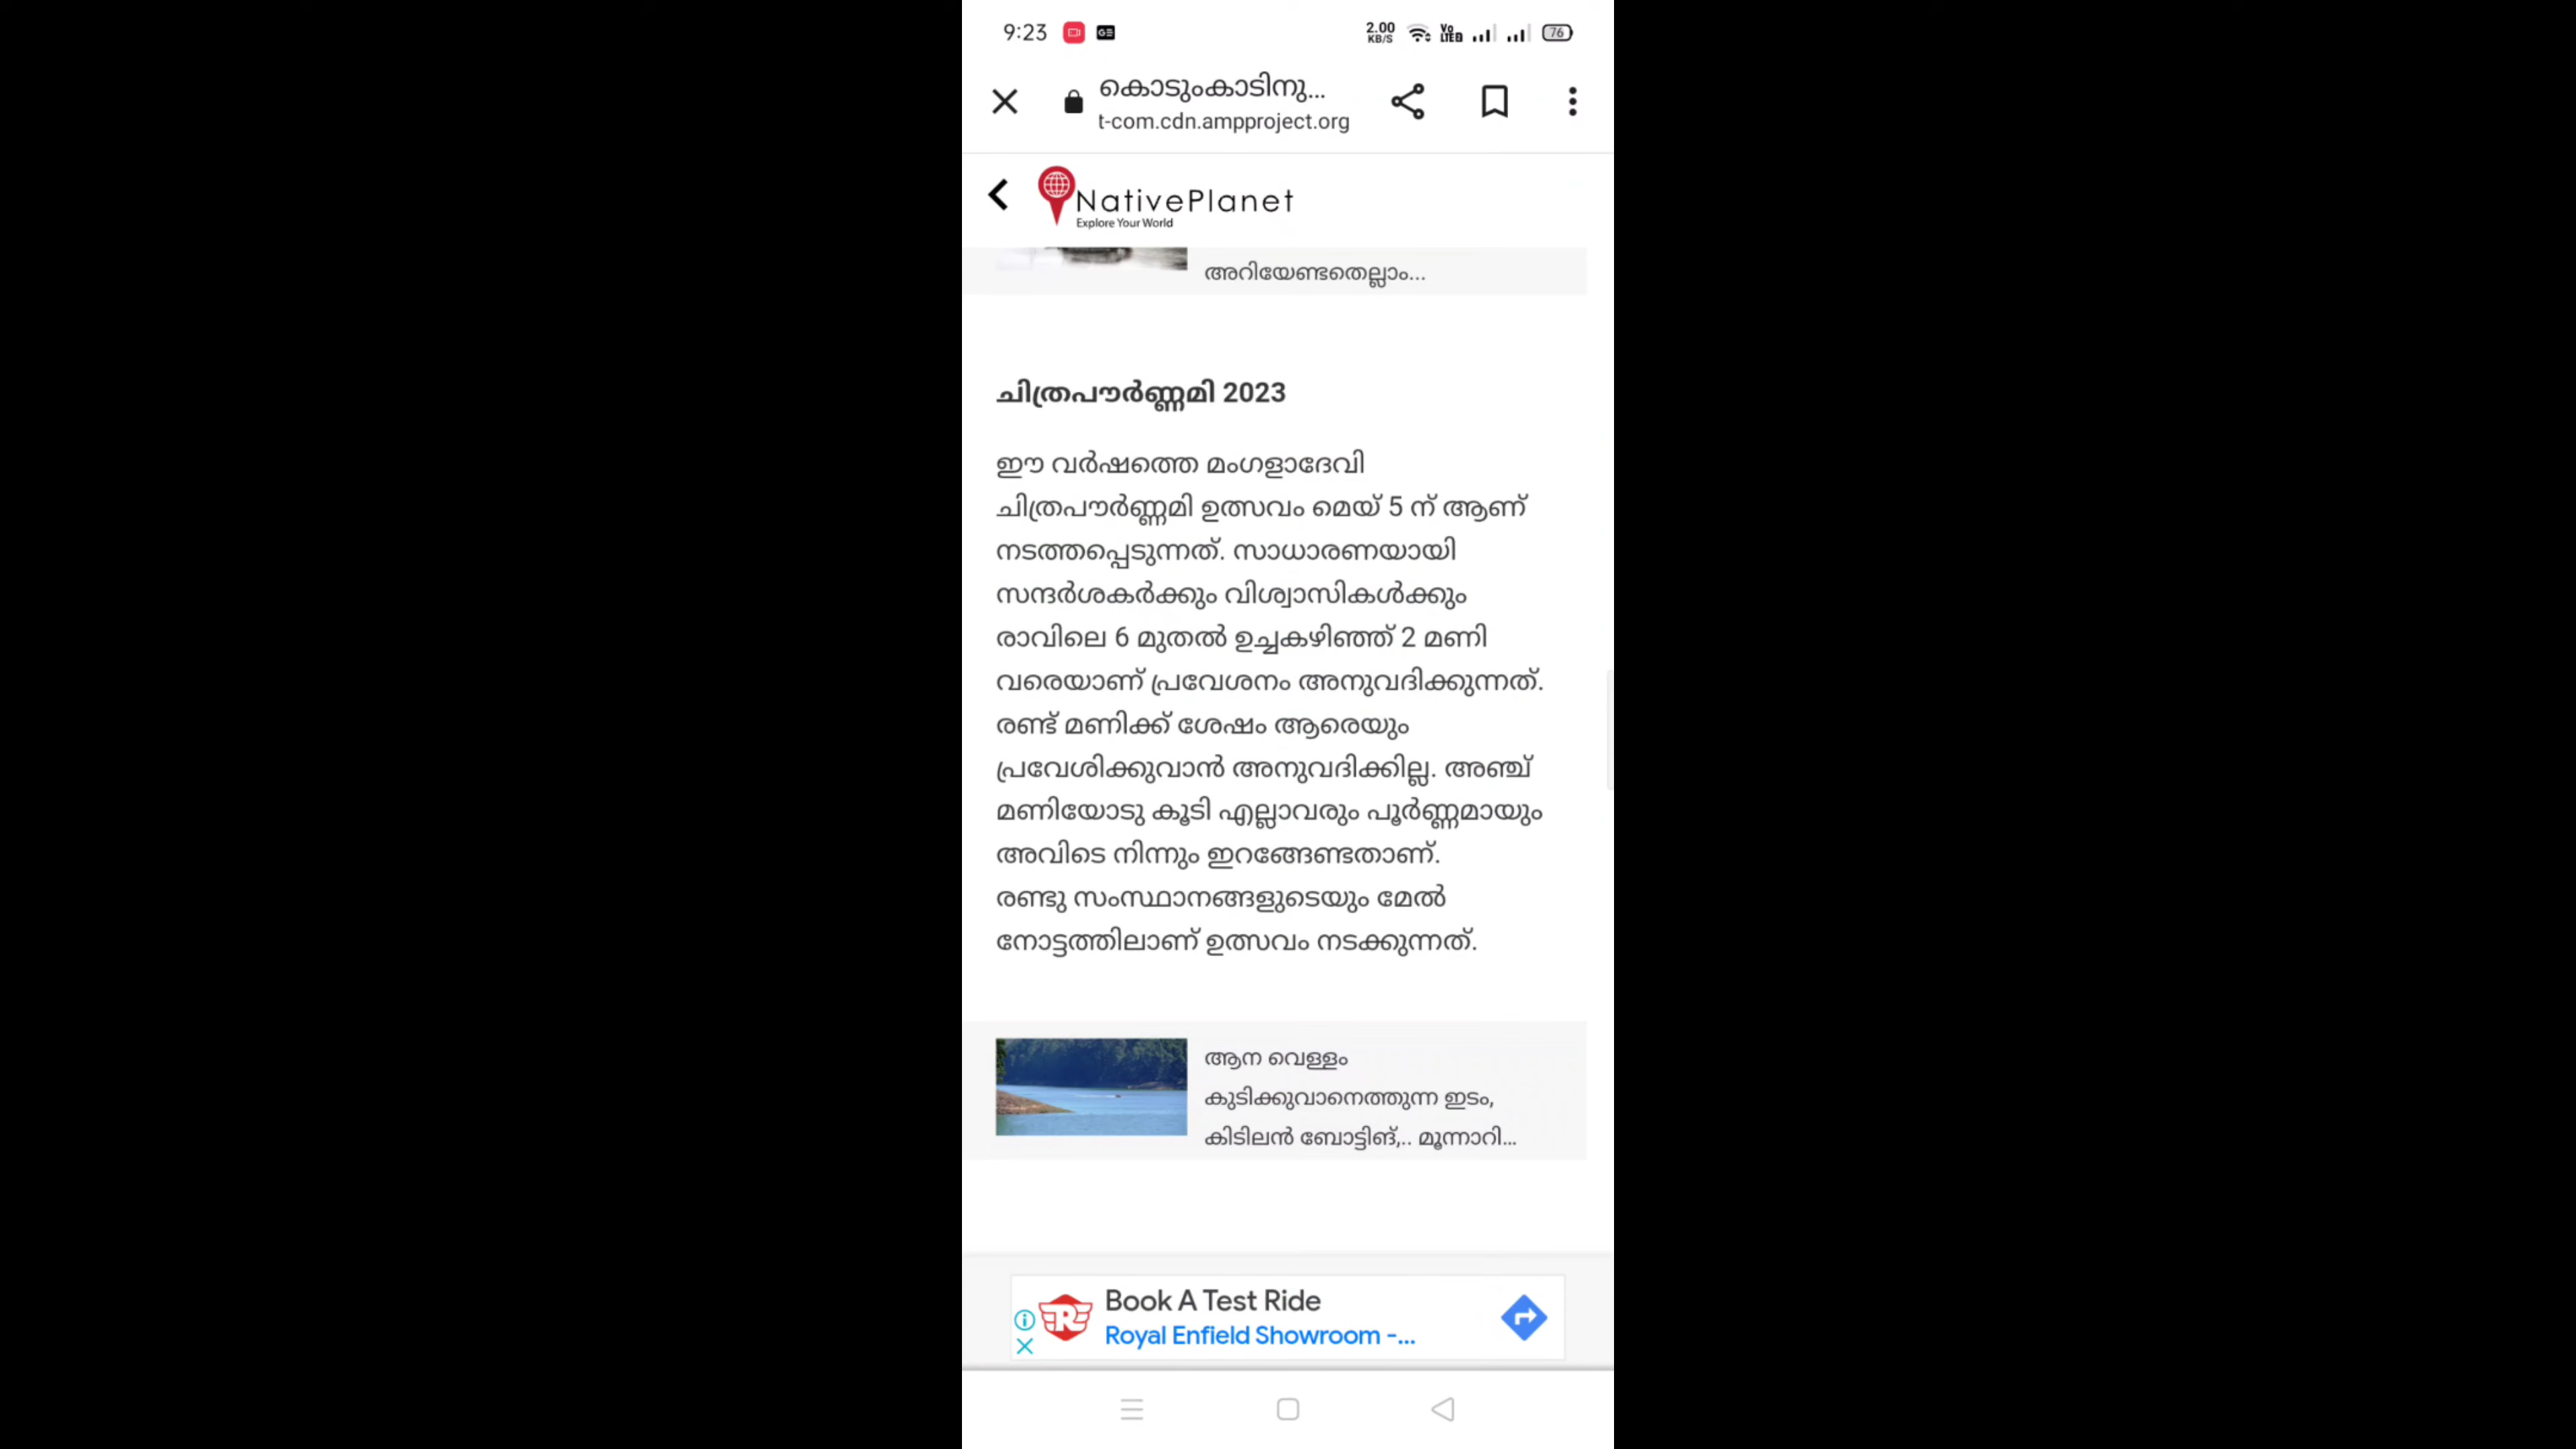 9:23
2.00 KB/S
Vo LTE2
76
കൊടുംകാടിനു...
t-com.cdn.ampproject.org
NativePlanet
Explore Your World
അറിയേണ്ടതെല്ലാം...
ചിത്രപൗർണ്ണമി 2023
ഈ വർഷത്തെ മംഗളാദേവി
ചിത്രപൗർണ്ണമി ഉത്സവം മെയ് 5 ന് ആണ്
നടത്തപ്പെടുന്നത്. സാധാരണയായി
സന്ദർശകർക്കും വിശ്വാസികൾക്കും
രാവിലെ 6 മുതൽ ഉച്ചകഴിഞ്ഞ് 2 മണി
വരെയാണ് പ്രവേശനം അനുവദിക്കുന്നത്.
രണ്ട് മണിക്ക് ശേഷം ആരെയും
പ്രവേശിക്കുവാൻ അനുവദിക്കില്ല. അഞ്ച്
മണിയോടു കൂടി എല്ലാവരും പൂർണ്ണമായും
അവിടെ നിന്നും ഇറങ്ങേണ്ടതാണ്.
രണ്ടു സംസ്ഥാനങ്ങളുടെയും മേൽ
നോട്ടത്തിലാണ് ഉത്സവം നടക്കുന്നത്.
ആന വെള്ളം
കുടിക്കുവാനെത്തുന്ന ഇടം,
കിടിലൻ ബോട്ടിങ്,.. മൂന്നാറി...
Book A Test Ride
Royal Enfield Showroom -...